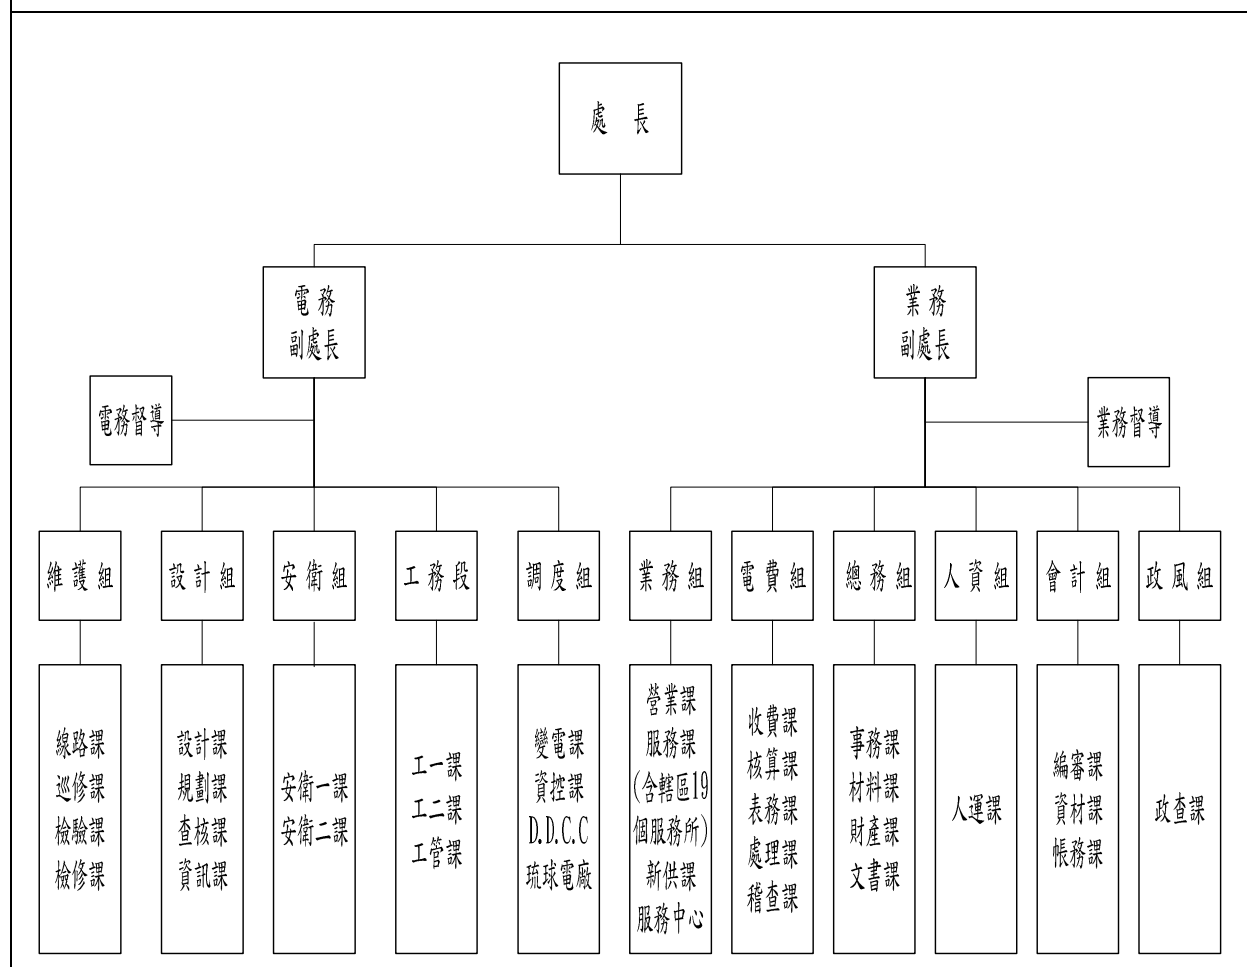 處 長
電務
副處長
業務
副處長
電務督導
業務督導
維護組
設計組
安衛組
工務段
調度組
業務組
電費組
總務組
人資組
會計組
政風組
線路課
巡修課
檢驗課
檢修課
設計課
規劃課
查核課
資訊課
安衛一課
安衛二課
工一課
工二課
工管課
變電課
資控課
D.D.C.C
琉球電廠
營業課
服務課
(含轄區19
個服務所)
新供課
服務中心
收費課
核算課
表務課
處理課
稽查課
事務課
材料課
財產課
文書課
人運課
編審課
資材課
帳務課
政查課